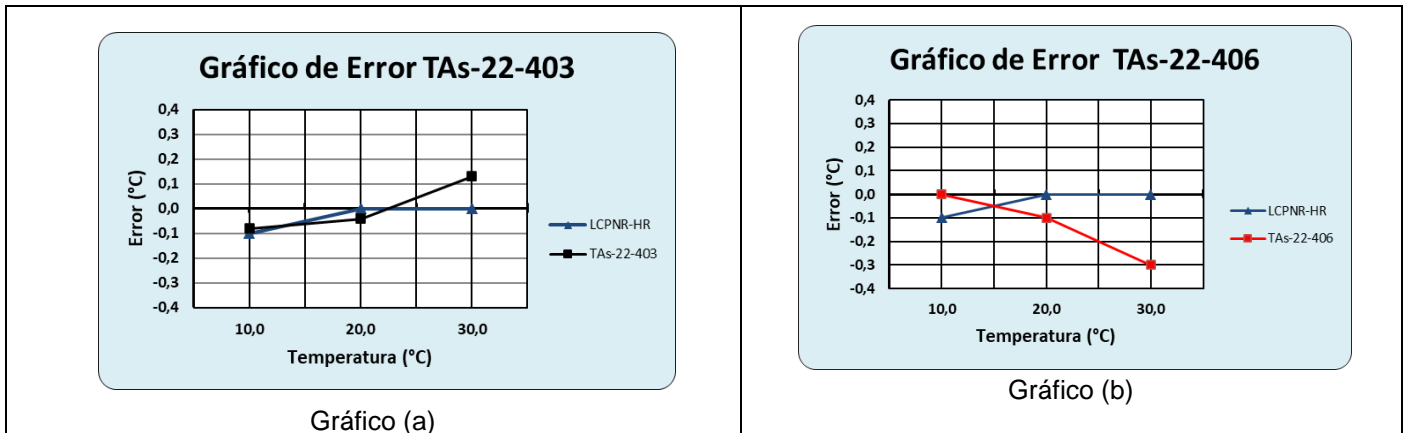 Gráfico de Error TAs-22-403
0,4
0,3
0,2
0,1
0,0
-0,1
-0,2
-0,3
-0,4
Error (°C)
10,0 20,0 30,0
Temperatura (°C)
LCPNR-HR
TAs-22-403
Gráfico (a)
Gráfico de Error TAs-22-406
0,4
0,3
0,2
0,1
0,0
-0,1
-0,2
-0,3
-0,4
Error (°C)
10,0 20,0 30,0
Temperatura (°C)
LCPNR-HR
TAs-22-406
Gráfico (b)